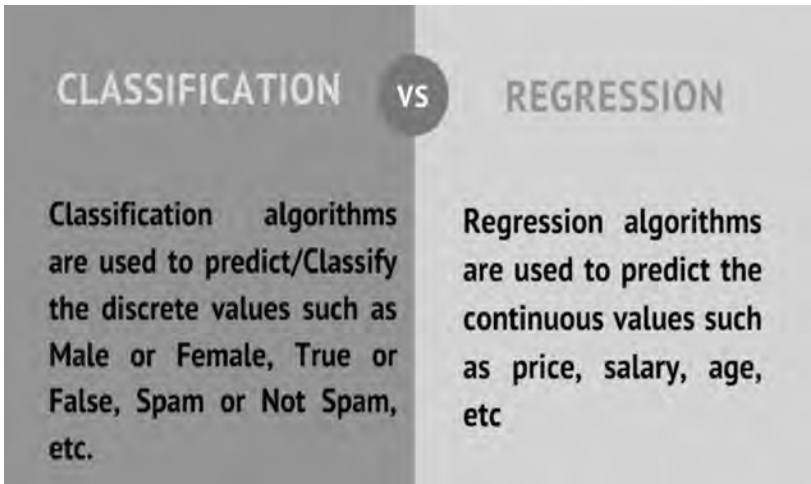 CLASSIFICATION
VS
REGRESSION
Classification algorithms
are used to predict/Classify
the discrete values such as
Male or Female, True or
False, Spam or Not Spam,
etc.
Regression algorithms
are used to predict the
continuous values such
as price, salary, age,
etc